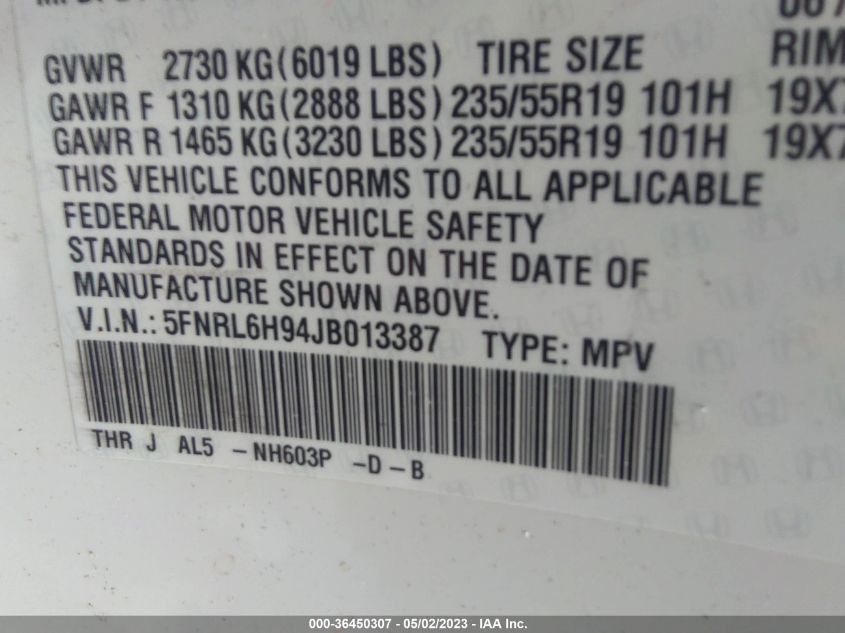 GVWR 2730 KG(6019 LBS) TIRE SIZE RIM
GAWR F 1310 KG(2888 LBS) 235/55R19 101H 19X7
GAWR R 1465 KG(3230 LBS) 235/55R19 101H 19X7
THIS VEHICLE CONFORMS TO ALL APPLICABLE
FEDERAL MOTOR VEHICLE SAFETY
STANDARDS IN EFFECT ON THE DATE OF
MANUFACTURE SHOWN ABOVE.
V.I.N.: 5FNRL6H94JB013387 TYPE: MPV
THR J AL5 -NH603P -D-B
000-36450307 - 05/02/2023 - IAA Inc.